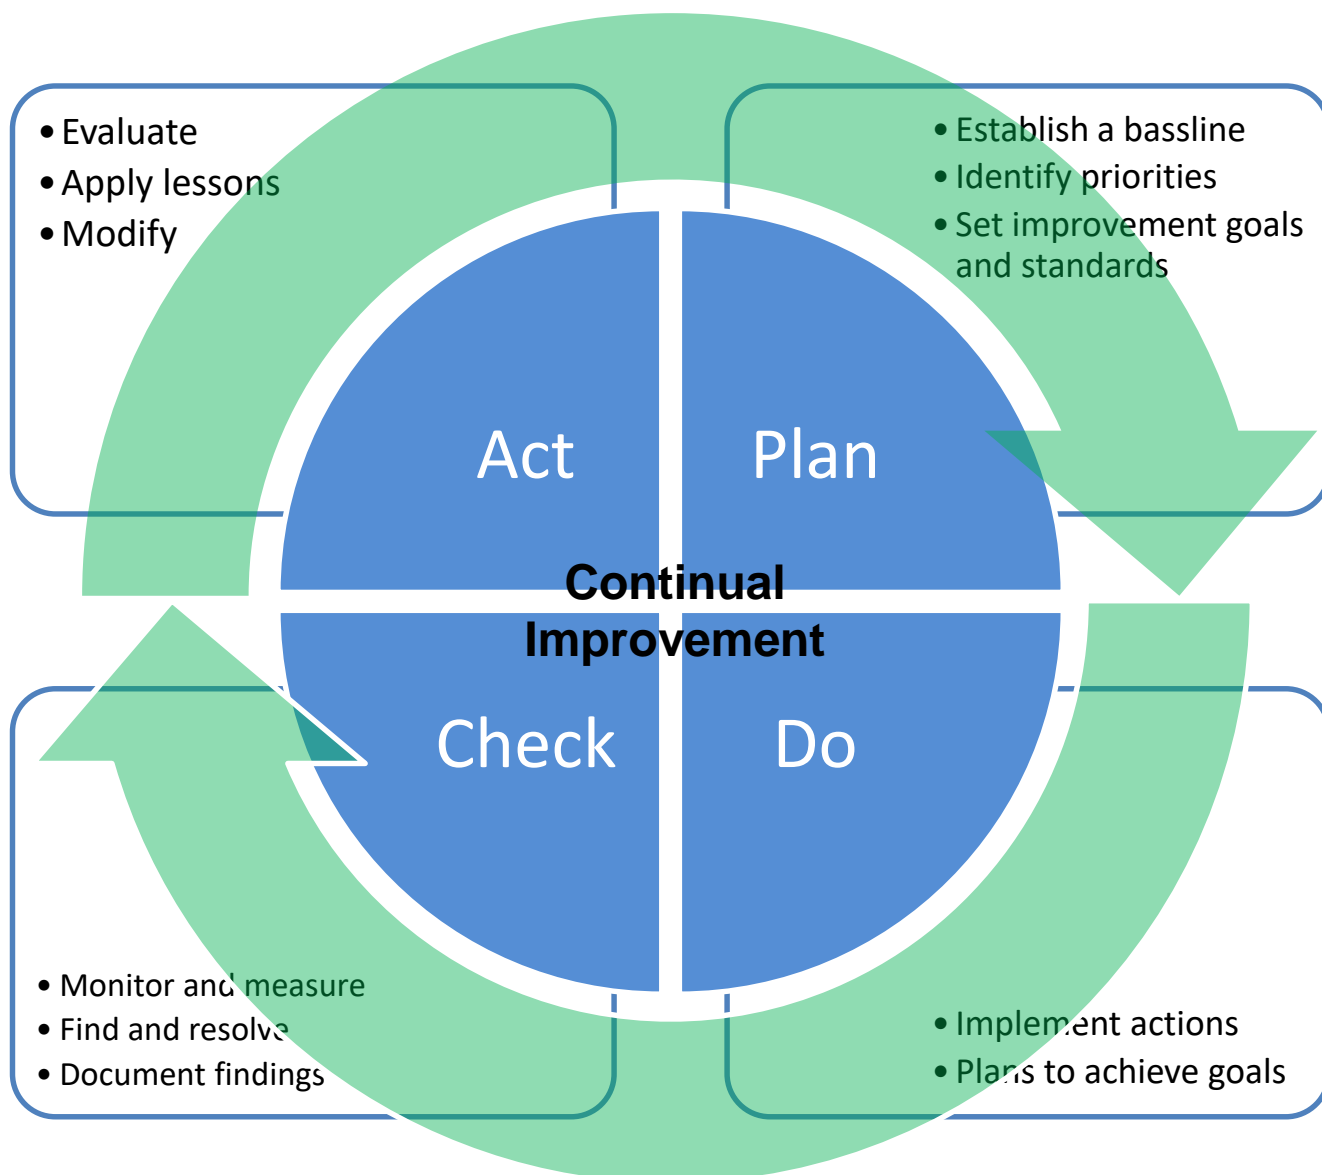 • Evaluate
• Apply lessons
• Modify
• Establish a bassline
• Identify priorities
• Set improvement goals
and standards
Act
Plan
Continual
Improvement
Check
Do
• Monitor and measure
• Find and resolve
• Document findings
• Implement actions
• Plans to achieve goals